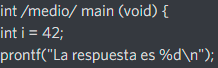 int /medio/ main (void) {
int i = 42;
prontf("La respuesta es %d\n");